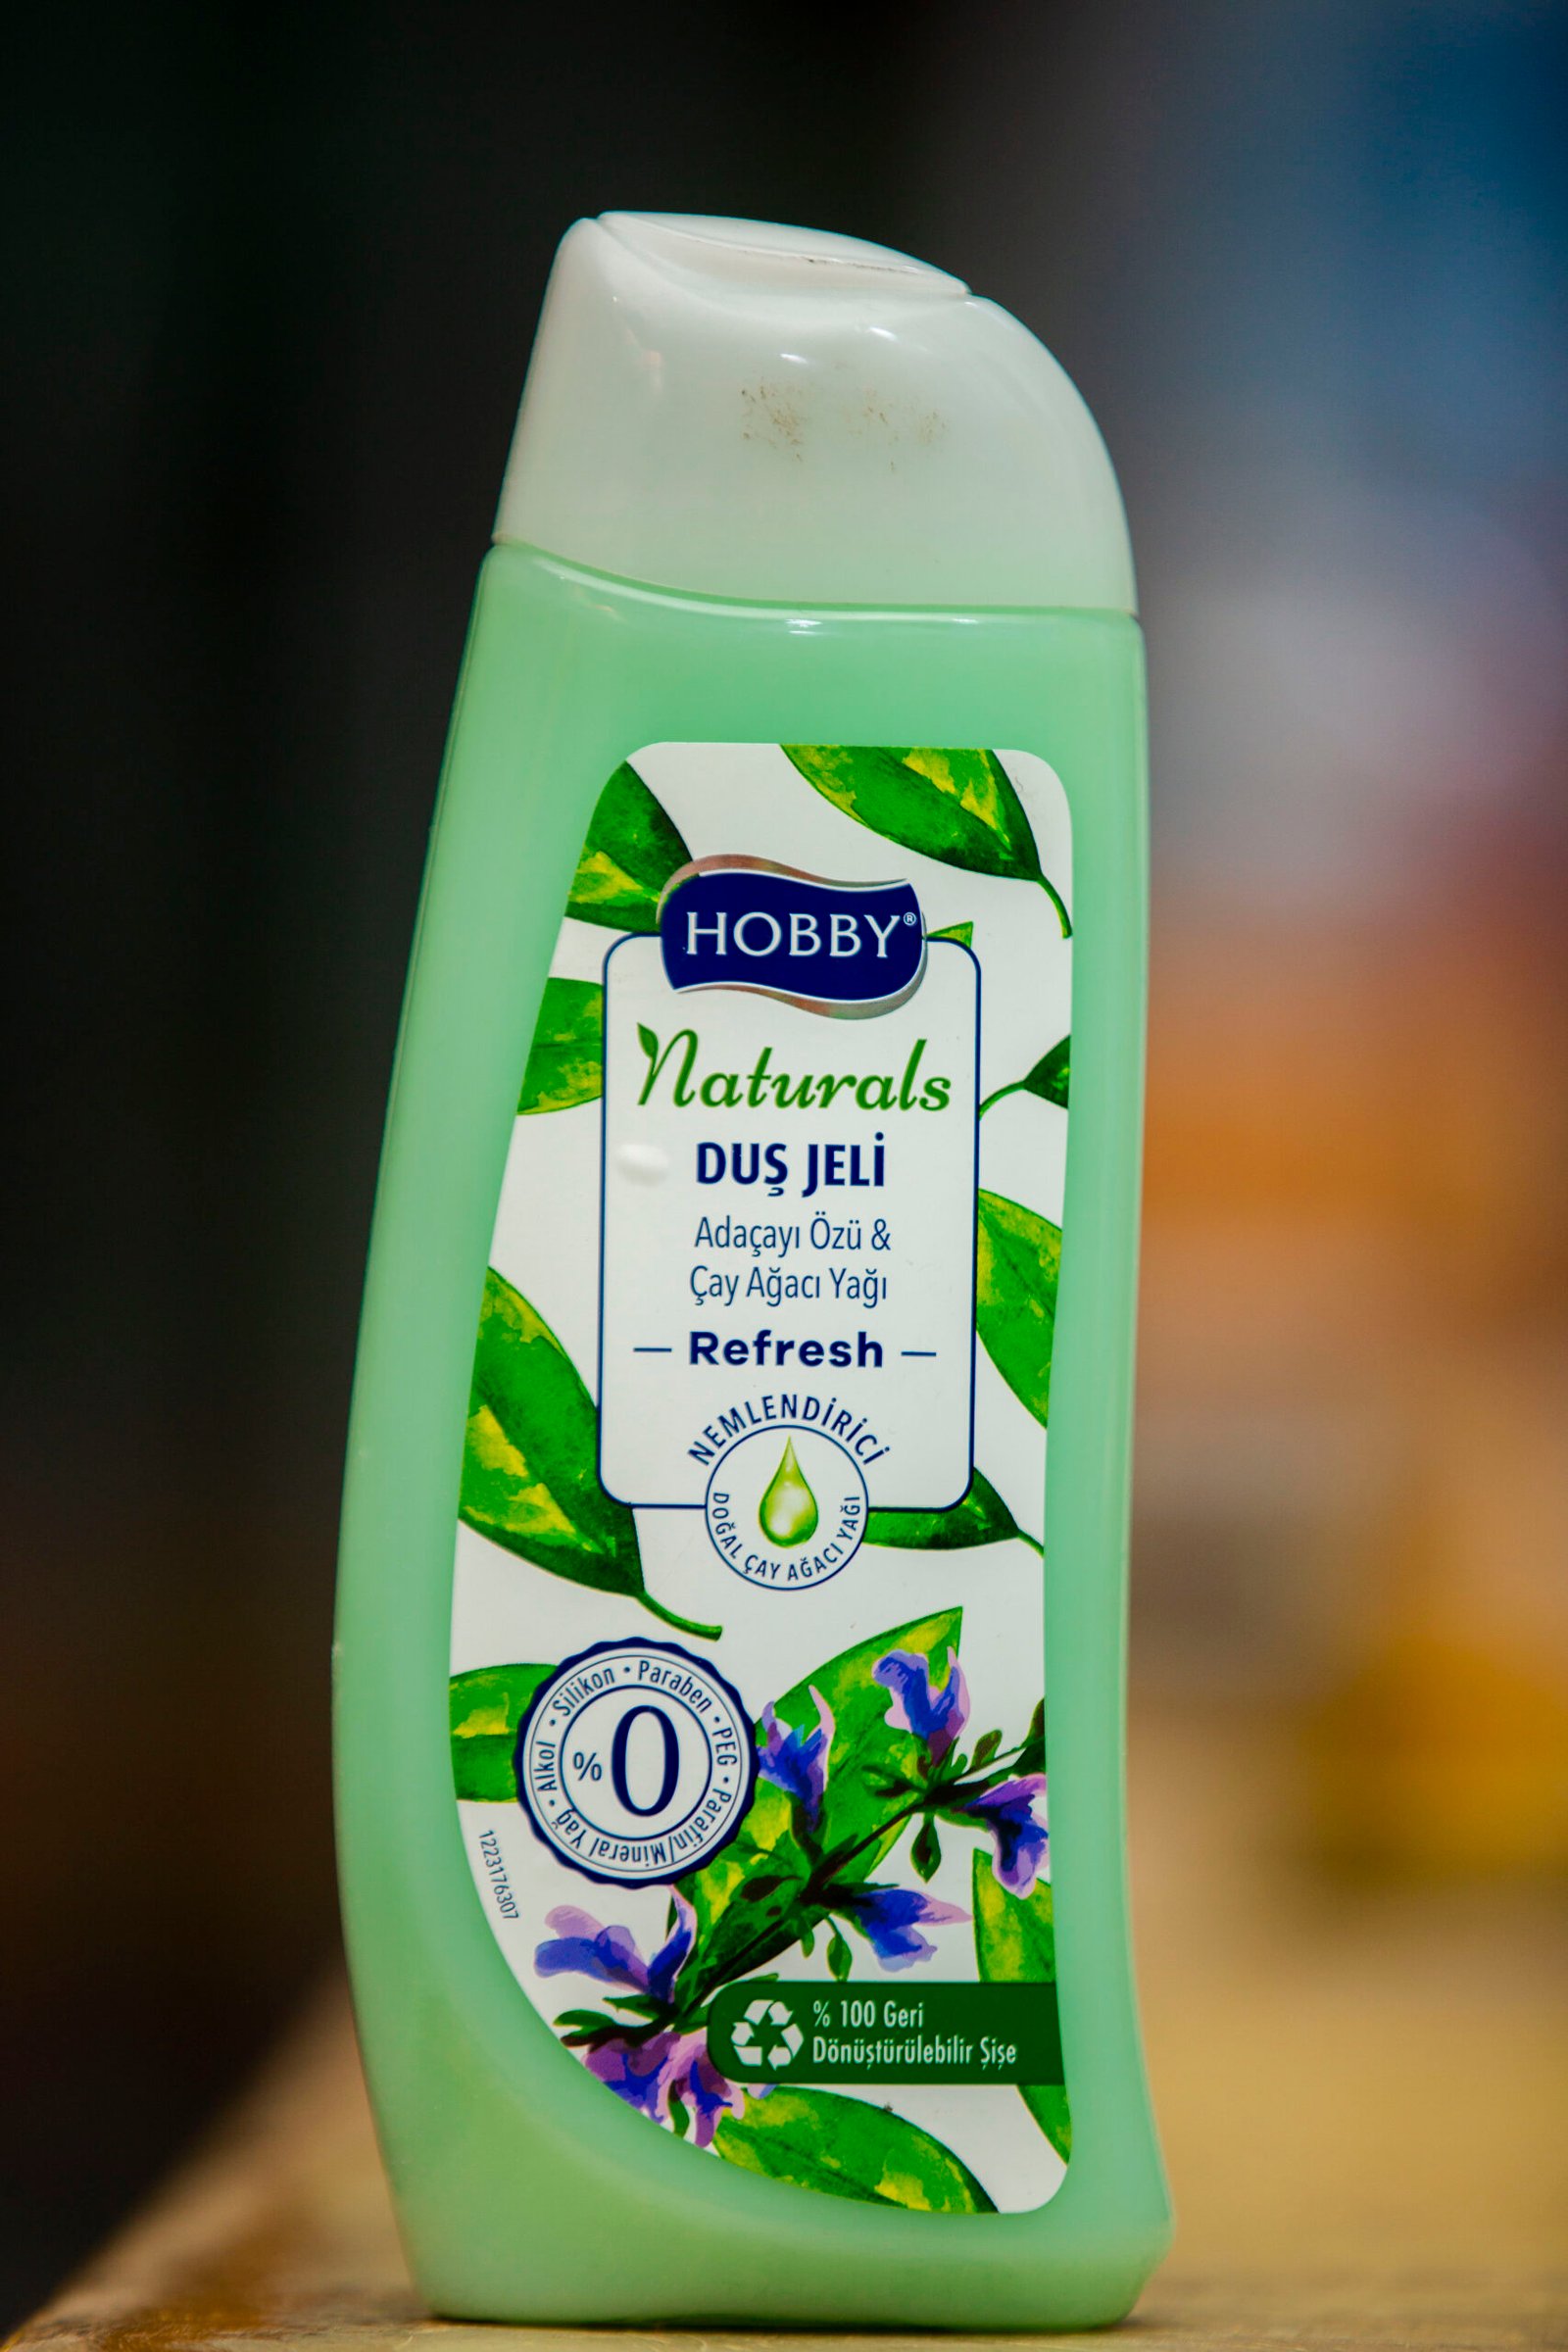 HOBBY®
Naturals
DUŞ JELİ
Adaçayı Özü &
Çay Ağacı Yağı
Refresh
NEMLENDİRİCİ
DOĞAL ÇAY AĞACI YAĞI
Alkol • Silikon • Paraben • PEG • Parafin/Mineral Yağ •
% 0
1223176307
% 100 Geri
Dönüştürülebilir Şişe